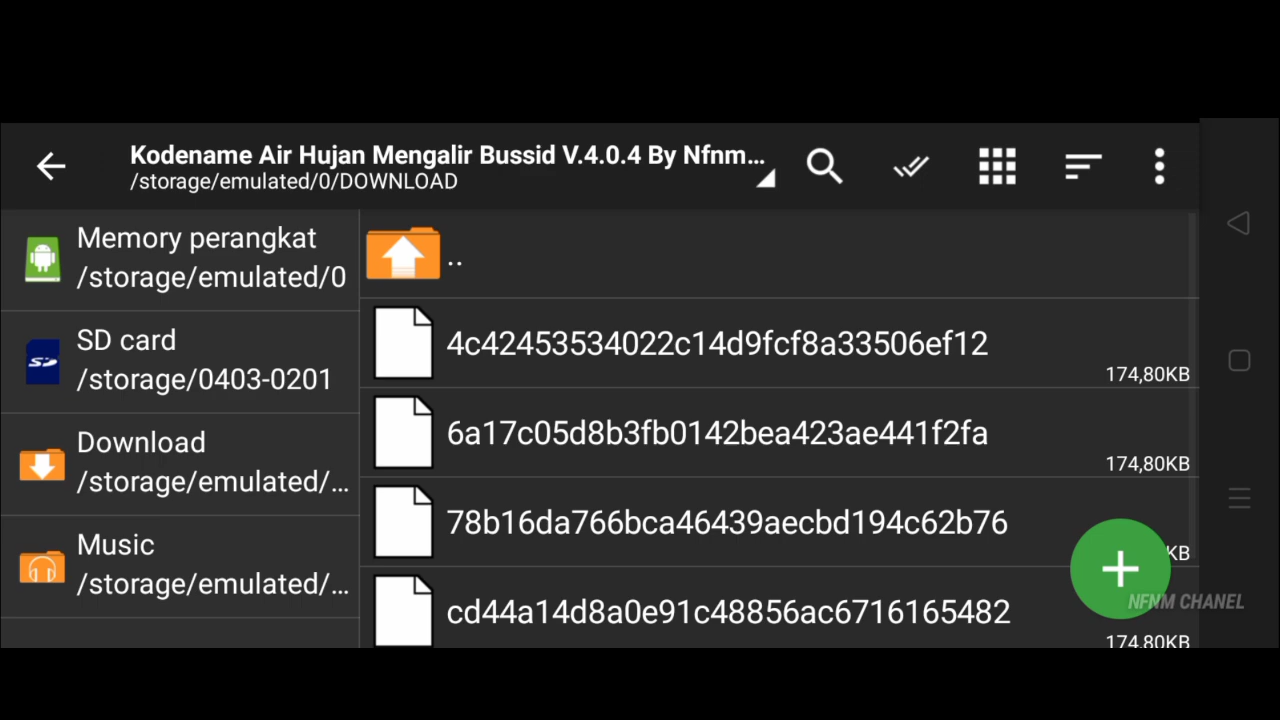 Kodename Air Hujan Mengalir Bussid V.4.0.4 By Nfnm...
/storage/emulated/0/DOWNLOAD
Memory perangkat
/storage/emulated/0
SD card
/storage/0403-0201
Download
/storage/emulated/...
Music
/storage/emulated/...
..
4c42453534022c14d9fcf8a33506ef12
174,80KB
6a17c05d8b3fb0142bea423ae441f2fa
174,80KB
78b16da766bca46439aecbd194c62b76
KB
cd44a14d8a0e91c48856ac6716165482
174,80KB
NFNM CHANEL